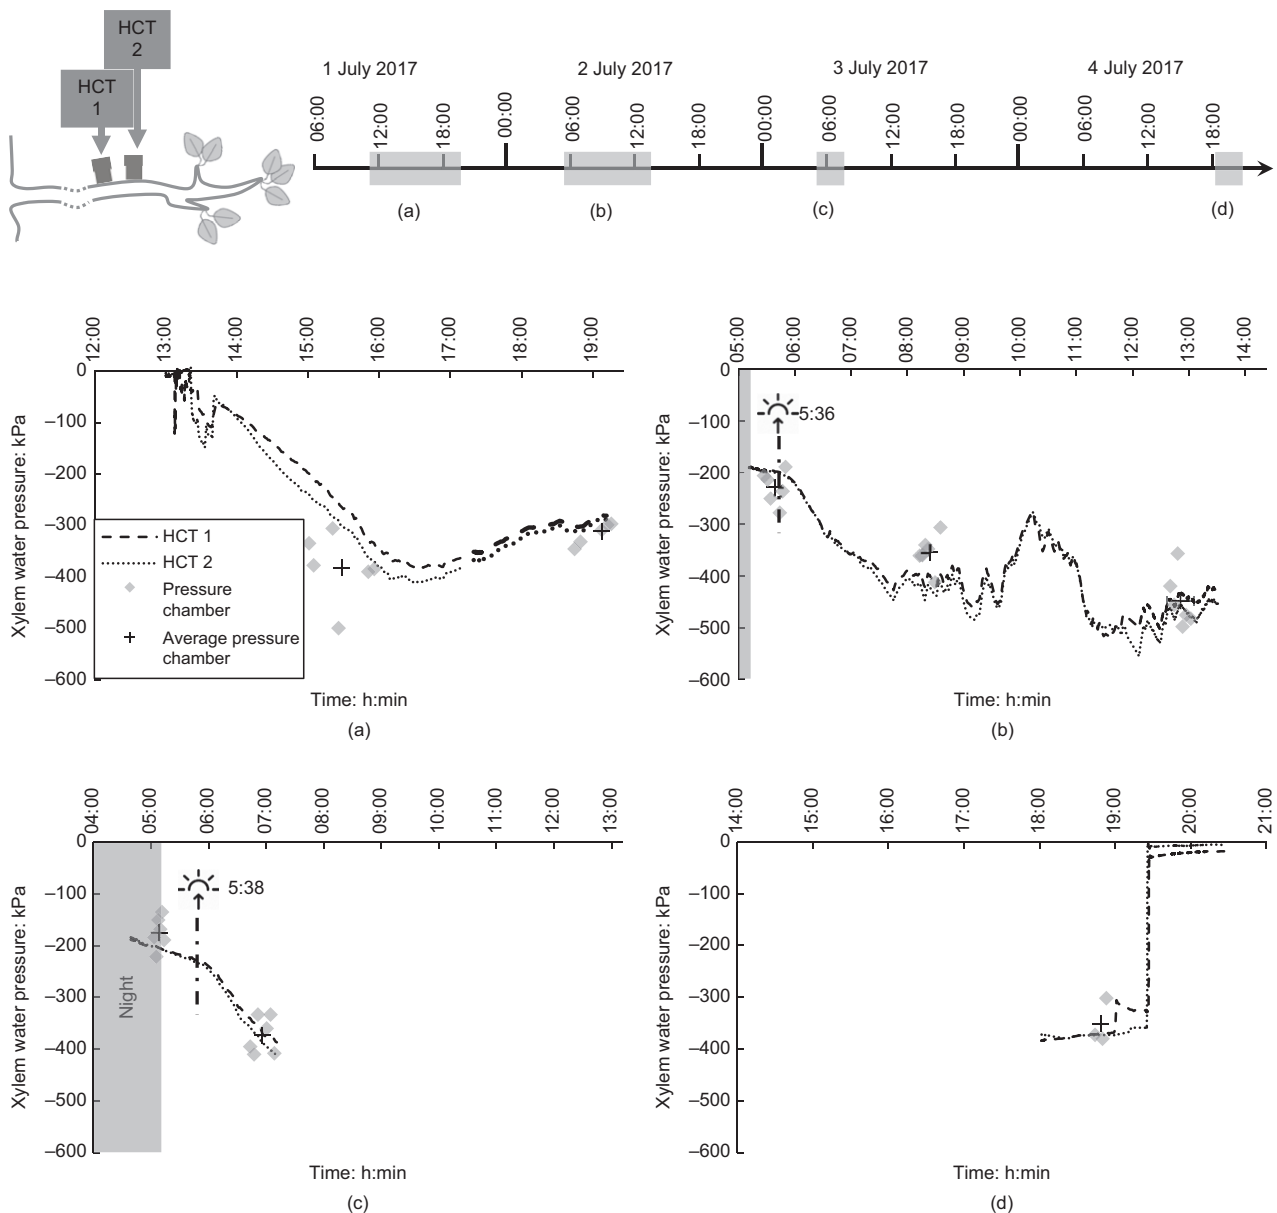 HCT
2
HCT
1
1 July 2017
2 July 2017
3 July 2017
4 July 2017
06:00
12:00
18:00
00:00
06:00
12:00
18:00
00:00
06:00
12:00
18:00
00:00
06:00
12:00
18:00
(a)
(b)
(c)
(d)
12:00
13:00
14:00
15:00
16:00
17:00
18:00
19:00
0
–100
–200
–300
–400
–500
–600
Xylem water pressure: kPa
HCT 1
HCT 2
Pressure
chamber
Average pressure
chamber
Time: h:min
(a)
05:00
06:00
07:00
08:00
09:00
10:00
11:00
12:00
13:00
14:00
0
–100
–200
–300
–400
–500
–600
Xylem water pressure: kPa
5:36
Time: h:min
(b)
04:00
05:00
06:00
07:00
08:00
09:00
10:00
11:00
12:00
13:00
0
–100
–200
–300
–400
–500
–600
Xylem water pressure: kPa
5:38
Night
Time: h:min
(c)
14:00
15:00
16:00
17:00
18:00
19:00
20:00
21:00
0
–100
–200
–300
–400
–500
–600
Xylem water pressure: kPa
Time: h:min
(d)